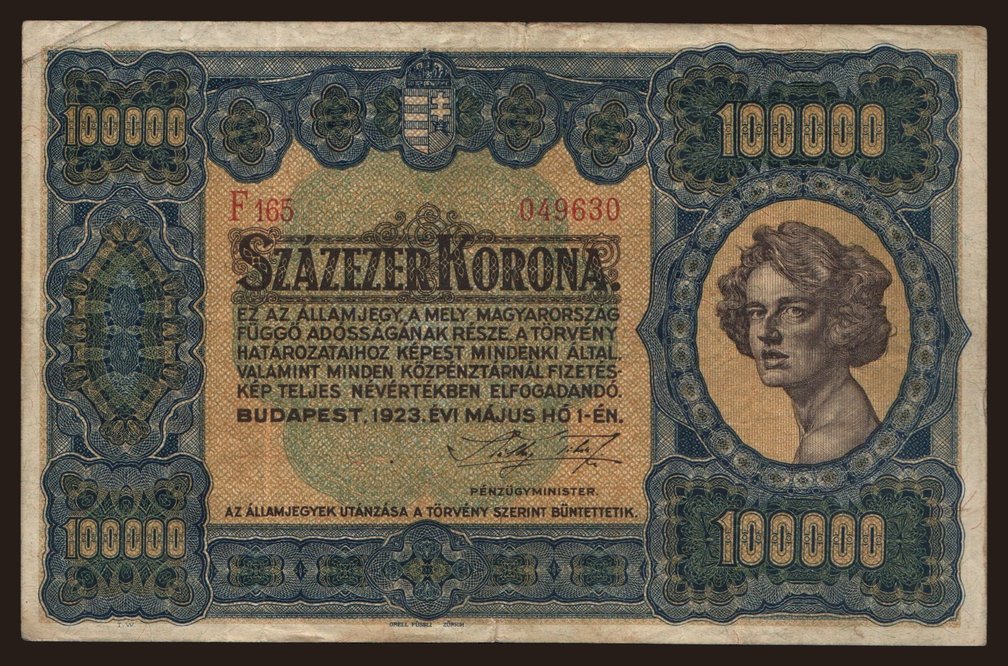 100000
100000
F 165
049630
SZÁZEZER KORONA.
EZ AZ ÁLLAMJEGY, A MELY MAGYARORSZÁG
FÜGGŐ ADÓSSÁGÁNAK RÉSZE, A TÖRVÉNY
HATÁROZATAIHOZ KÉPEST MINDENKI ÁLTAL,
VALAMINT MINDEN KÖZPÉNZTÁRNÁL FIZETÉS-
KÉP TELJES NÉVÉRTÉKBEN ELFOGADANDÓ.
BUDAPEST, 1923. ÉVI MÁJUS HÓ 1-ÉN.
PÉNZÜGYMINISTER.
AZ ÁLLAMJEGYEK UTÁNZÁSA A TÖRVÉNY SZERINT BÜNTETTETIK.
100000
100000
ORELL FÜSSLI ZÜRICH